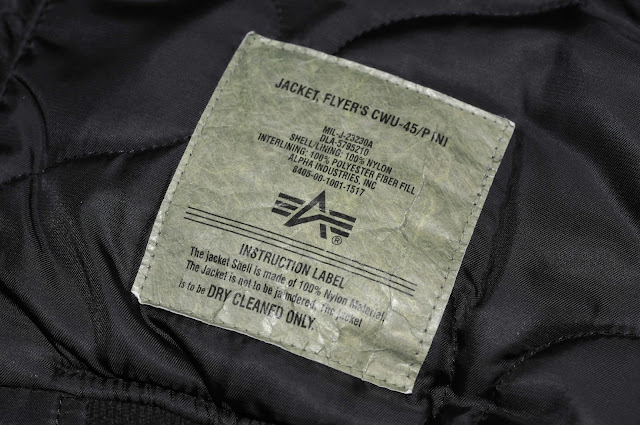 JACKET, FLYER'S CWU-45/P iNI
MIL-J-23230A
DLA-5795Z10
SHELL/LINING: 100% NYLON
INTERLINING: 100% POLYESTER FIBER FILL
ALPHA INDUSTRIES, INC
8405-00-1001-1517
®
INSTRUCTION LABEL
The jacket Shell is made of 100% Nylon Material,
The Jacket is not to be laundered. The jacket
is to be DRY CLEANED ONLY.